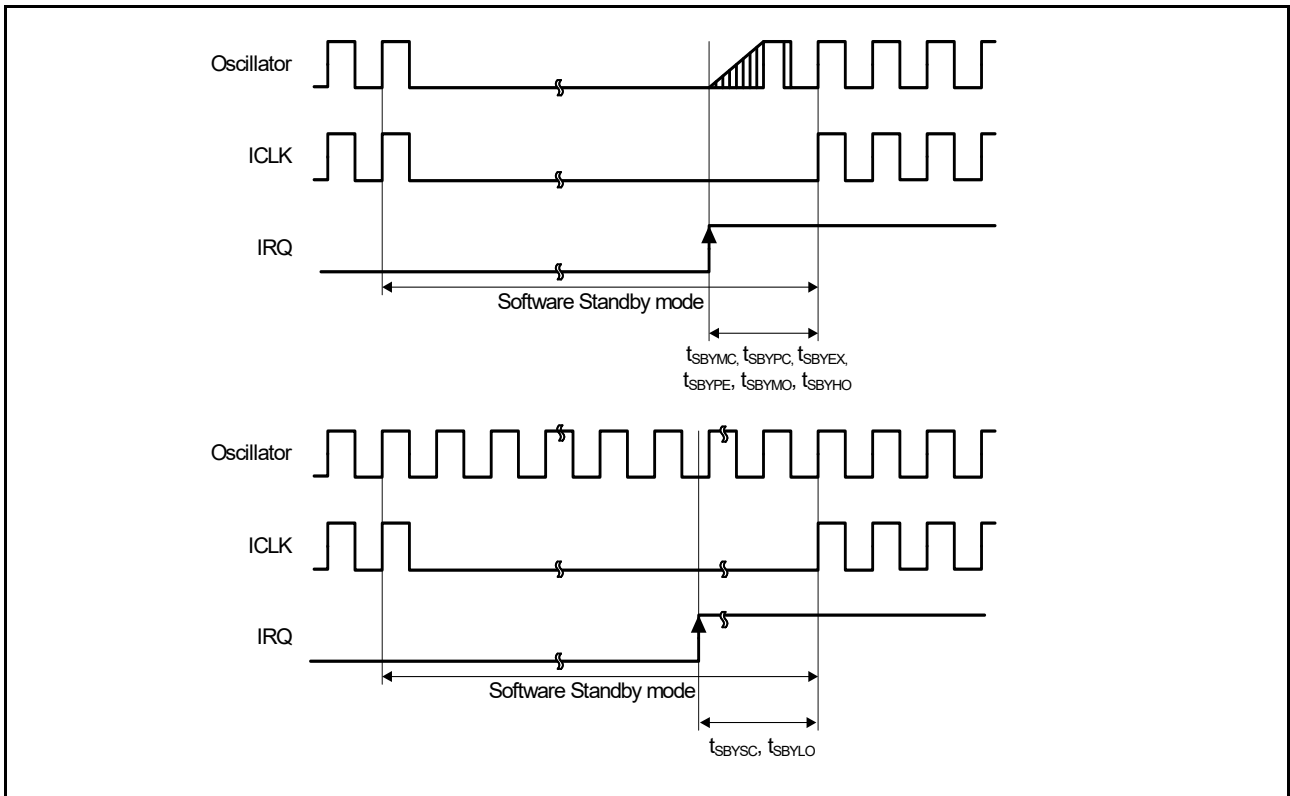 Oscillator
ICLK
IRQ
Software Standby mode
tSBYMC, tSBYPC, tSBYEX,
tSBYPE, tSBYMO, tSBYHO
Oscillator
ICLK
IRQ
Software Standby mode
tSBYSC, tSBYLO